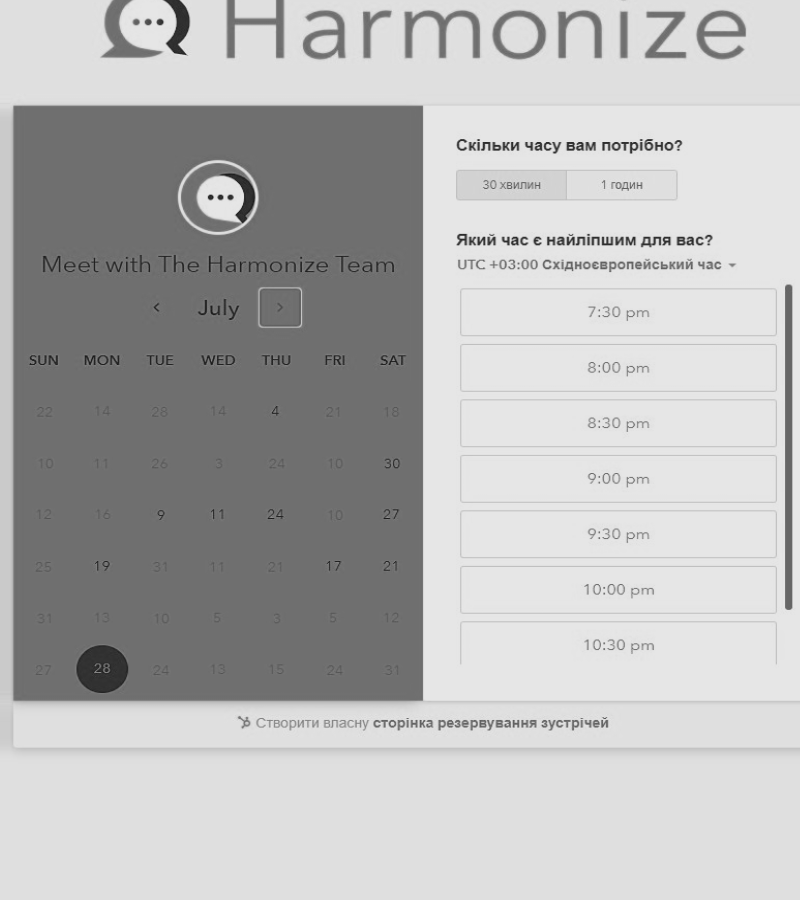 Harmonize
Meet with The Harmonize Team
July
SUN MON TUE WED THU FRI SAT
22 14 28 14 4 21 18
10 11 26 3 24 10 30
12 16 9 11 24 10 27
25 19 31 11 21 17 21
31 13 10 5 3 5 12
27 28 24 13 15 24 31
Скільки часу вам потрібно?
30 хвилин 1 годин
Який час є найліпшим для вас?
UTC +03:00 Східноєвропейський час
7:30 pm
8:00 pm
8:30 pm
9:00 pm
9:30 pm
10:00 pm
10:30 pm
Створити власну сторінка резервування зустрічей